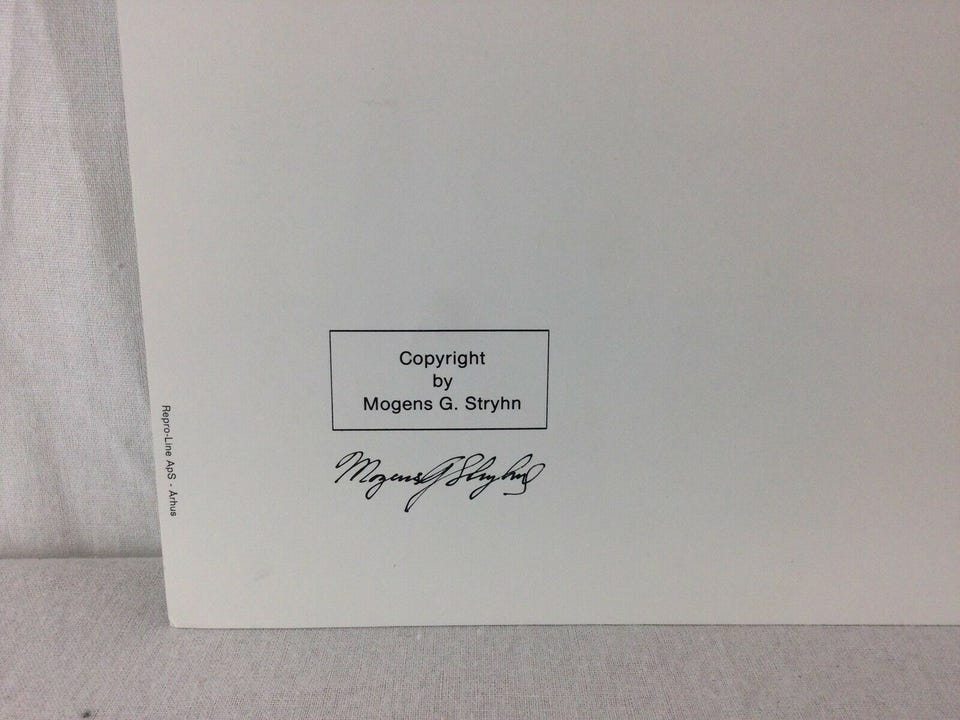 Copyright
by
Mogens G. Stryhn
Mogens G Stryhn
Repro-Line ApS - Århus